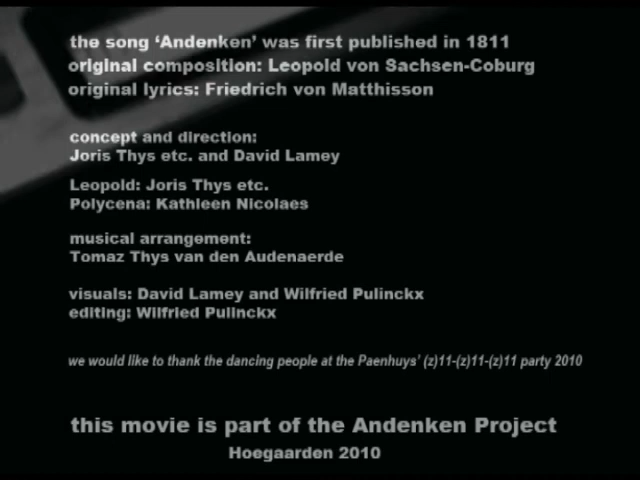 the song ‘Andenken’ was first published in 1811
original composition: Leopold von Sachsen-Coburg
original lyrics: Friedrich von Matthisson
concept and direction:
Joris Thys etc. and David Lamey
Leopold: Joris Thys etc.
Polycena: Kathleen Nicolaes
musical arrangement:
Tomaz Thys van den Audenaerde
visuals: David Lamey and Wilfried Pulinckx
editing: Wilfried Pulinckx
we would like to thank the dancing people at the Paenhuys’ (z)11-(z)11-(z)11 party 2010
this movie is part of the Andenken Project
Hoegaarden 2010